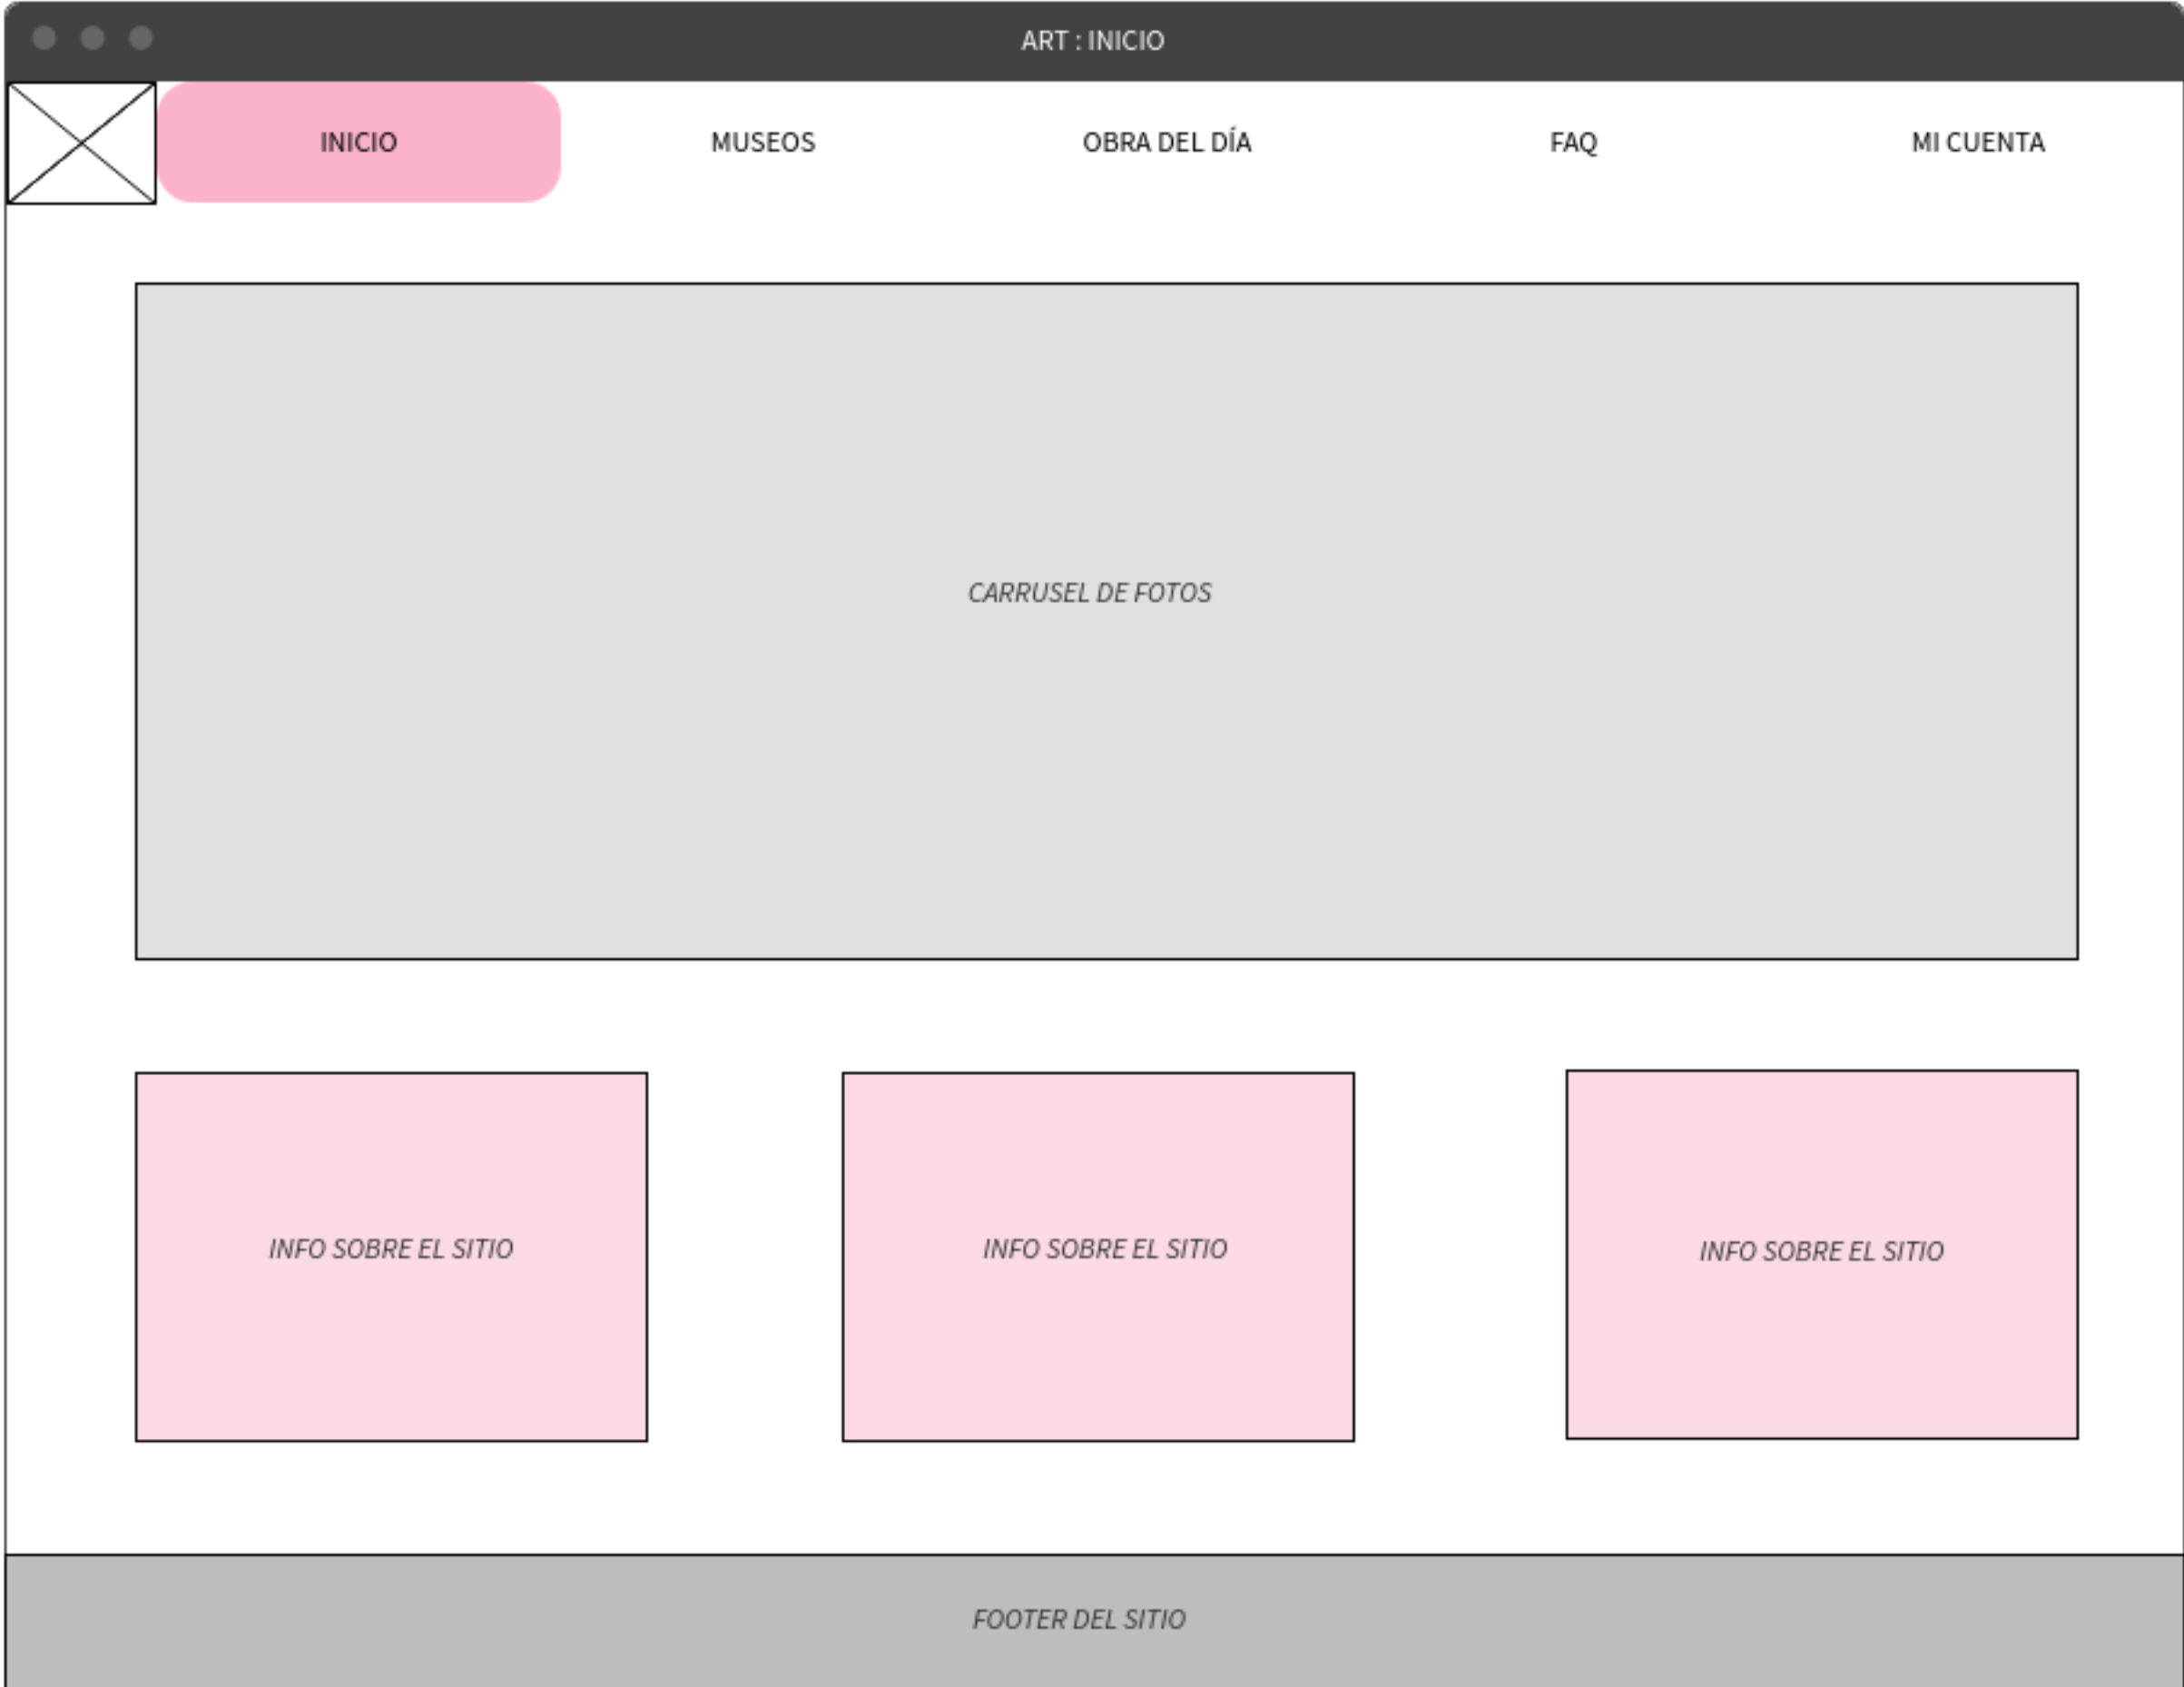 ART : INICIO
INICIO
MUSEOS
OBRA DEL DÍA
FAQ
MI CUENTA
CARRUSEL DE FOTOS
INFO SOBRE EL SITIO
INFO SOBRE EL SITIO
INFO SOBRE EL SITIO
FOOTER DEL SITIO